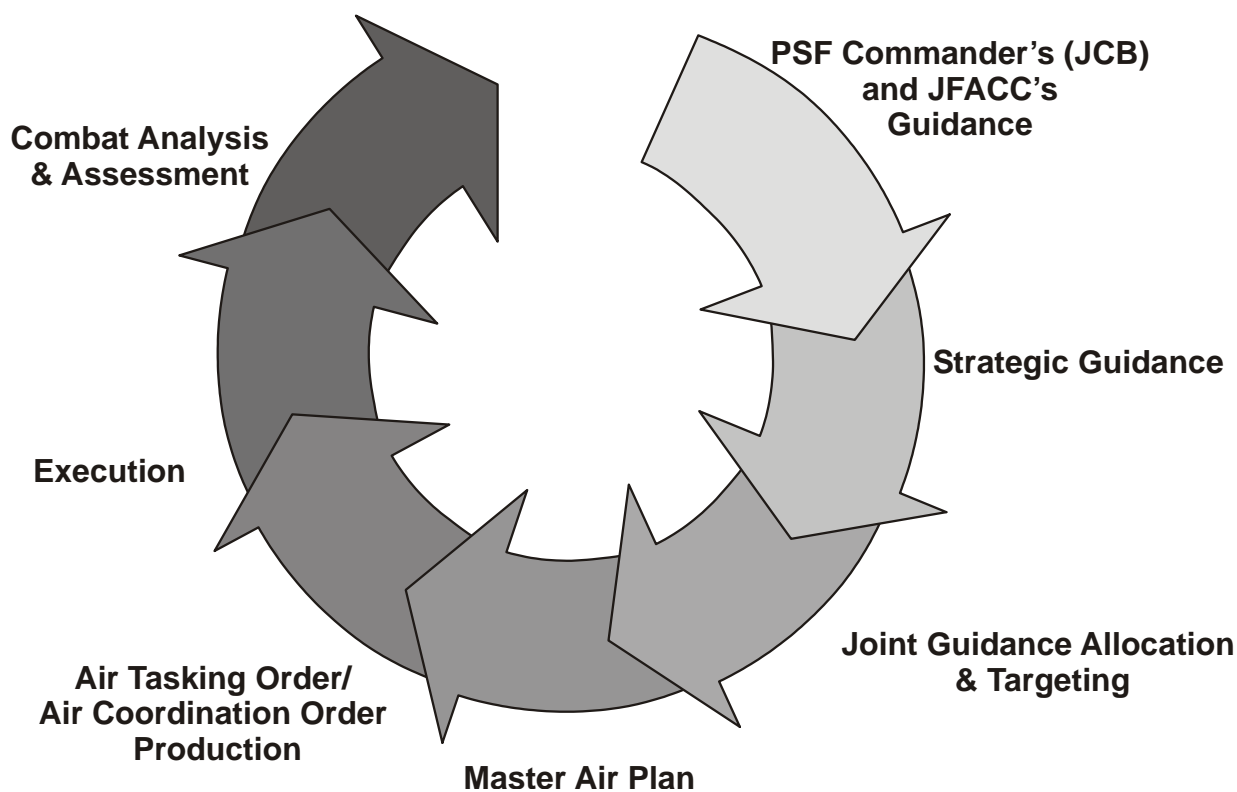 PSF Commander’s (JCB)
and JFACC’s
Guidance
Strategic Guidance
Joint Guidance Allocation
& Targeting
Master Air Plan
Air Tasking Order/
Air Coordination Order
Production
Execution
Combat Analysis
& Assessment